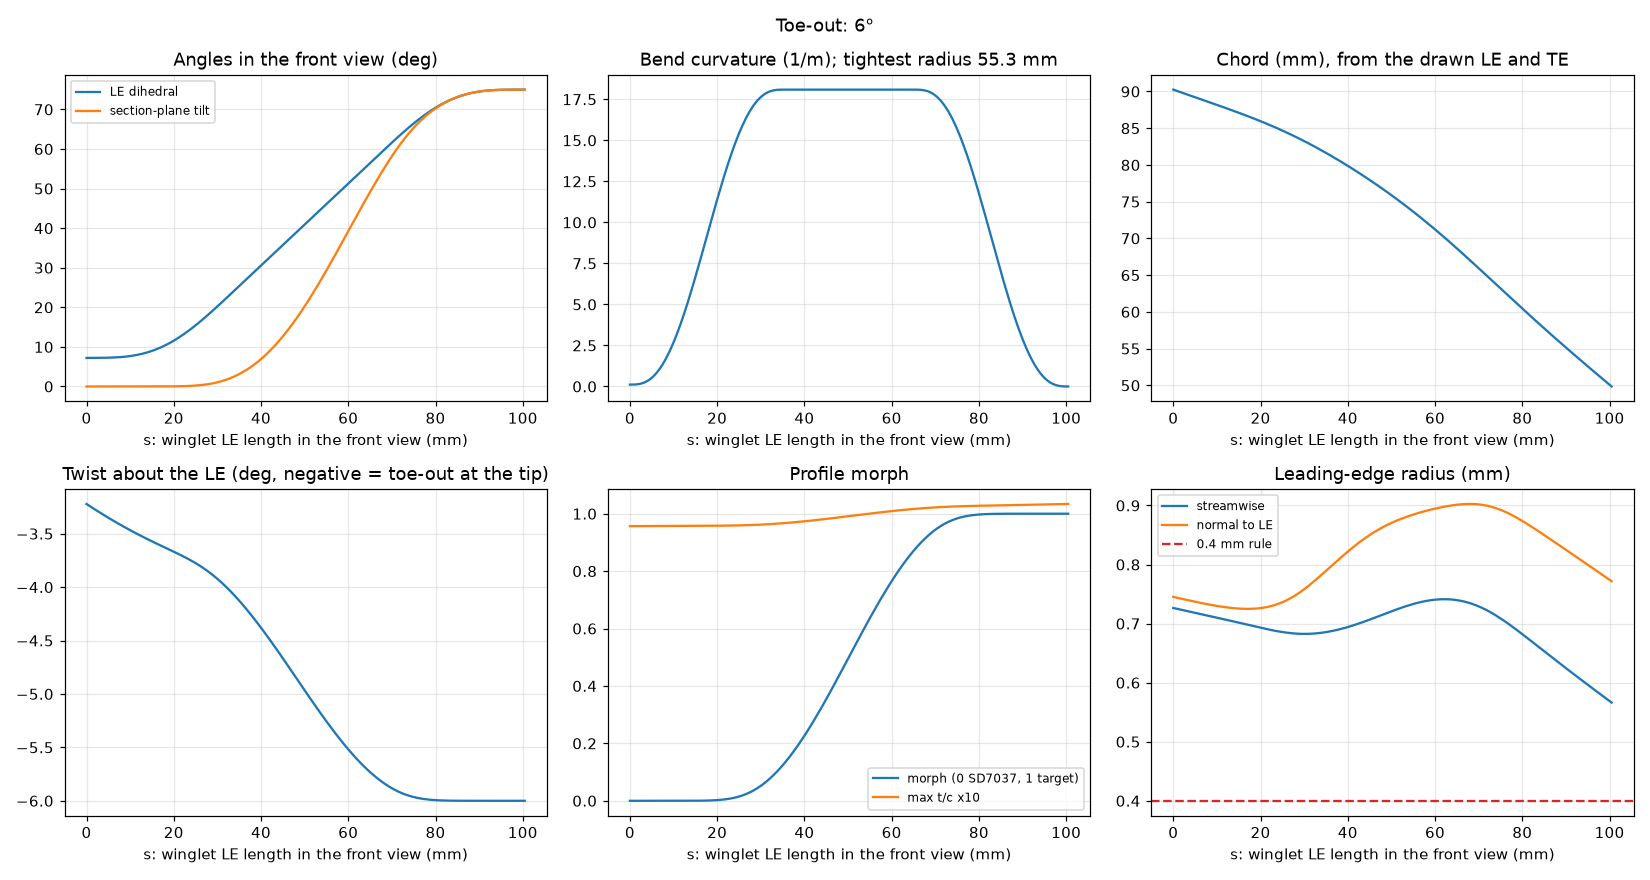 Toe-out: 6°
Angles in the front view (deg)
LE dihedral
section-plane tilt
70
60
50
40
30
20
10
0
0 20 40 60 80 100
s: winglet LE length in the front view (mm)
Bend curvature (1/m); tightest radius 55.3 mm
17.5
15.0
12.5
10.0
7.5
5.0
2.5
0.0
0 20 40 60 80 100
s: winglet LE length in the front view (mm)
Chord (mm), from the drawn LE and TE
90
85
80
75
70
65
60
55
50
0 20 40 60 80 100
s: winglet LE length in the front view (mm)
Twist about the LE (deg, negative = toe-out at the tip)
−3.5
−4.0
−4.5
−5.0
−5.5
−6.0
0 20 40 60 80 100
s: winglet LE length in the front view (mm)
Profile morph
1.0
0.8
0.6
0.4
0.2
0.0
morph (0 SD7037, 1 target)
max t/c x10
0 20 40 60 80 100
s: winglet LE length in the front view (mm)
Leading-edge radius (mm)
streamwise
normal to LE
0.4 mm rule
0.9
0.8
0.7
0.6
0.5
0.4
0 20 40 60 80 100
s: winglet LE length in the front view (mm)